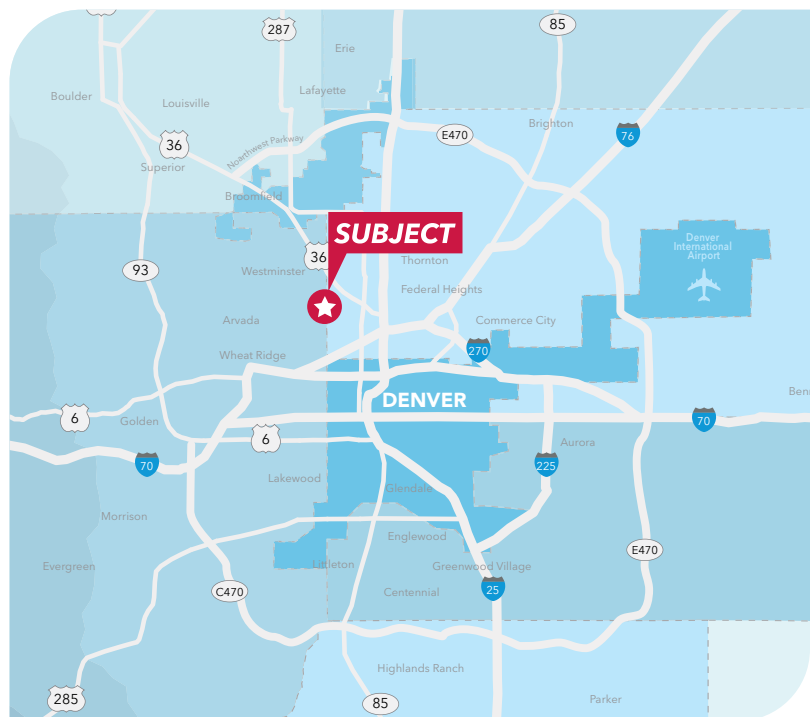 287
85
Erie
Boulder
Louisville
Lafayette
36
Northwest Parkway
E470
Brighton
76
Superior
Broomfield
SUBJECT
Denver
International
Airport
36
93
Westminster
Thornton
Federal Heights
Arvada
Commerce City
Wheat Ridge
270
DENVER
6
Golden
6
70
70
Aurora
225
Lakewood
Glendale
Morrison
Englewood
E470
Evergreen
Littleton
Greenwood Village
C470
Centennial
25
Highlands Ranch
285
85
Parker